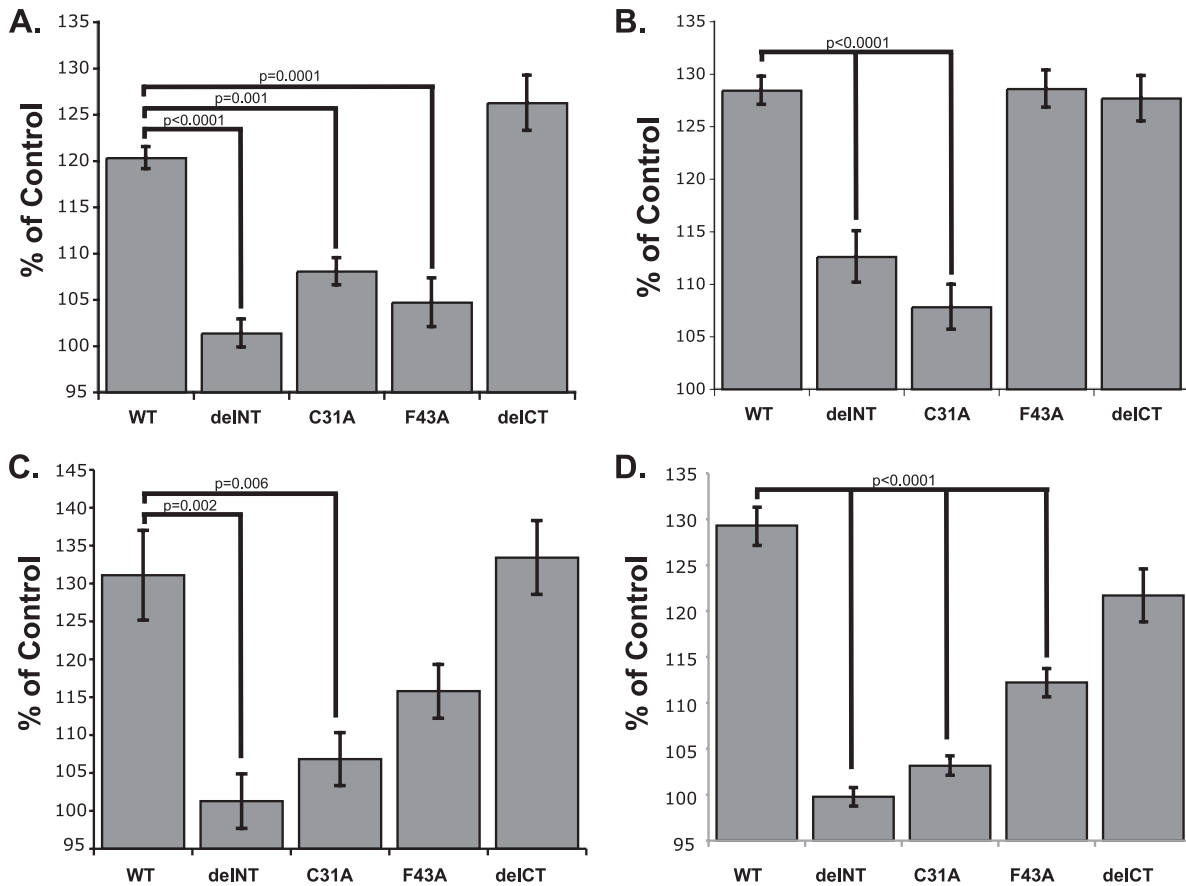 A.
% of Control
135
130
125
120
115
110
105
100
95
p=0.0001
p=0.001
p<0.0001
WT delNT C31A F43A delCT
B.
% of Control
135
130
125
120
115
110
105
100
p<0.0001
WT delNT C31A F43A delCT
C.
% of Control
145
140
135
130
125
120
115
110
105
100
95
p=0.006
p=0.002
WT delNT C31A F43A delCT
D.
% of Control
135
130
125
120
115
110
105
100
95
p<0.0001
WT delNT C31A F43A delCT